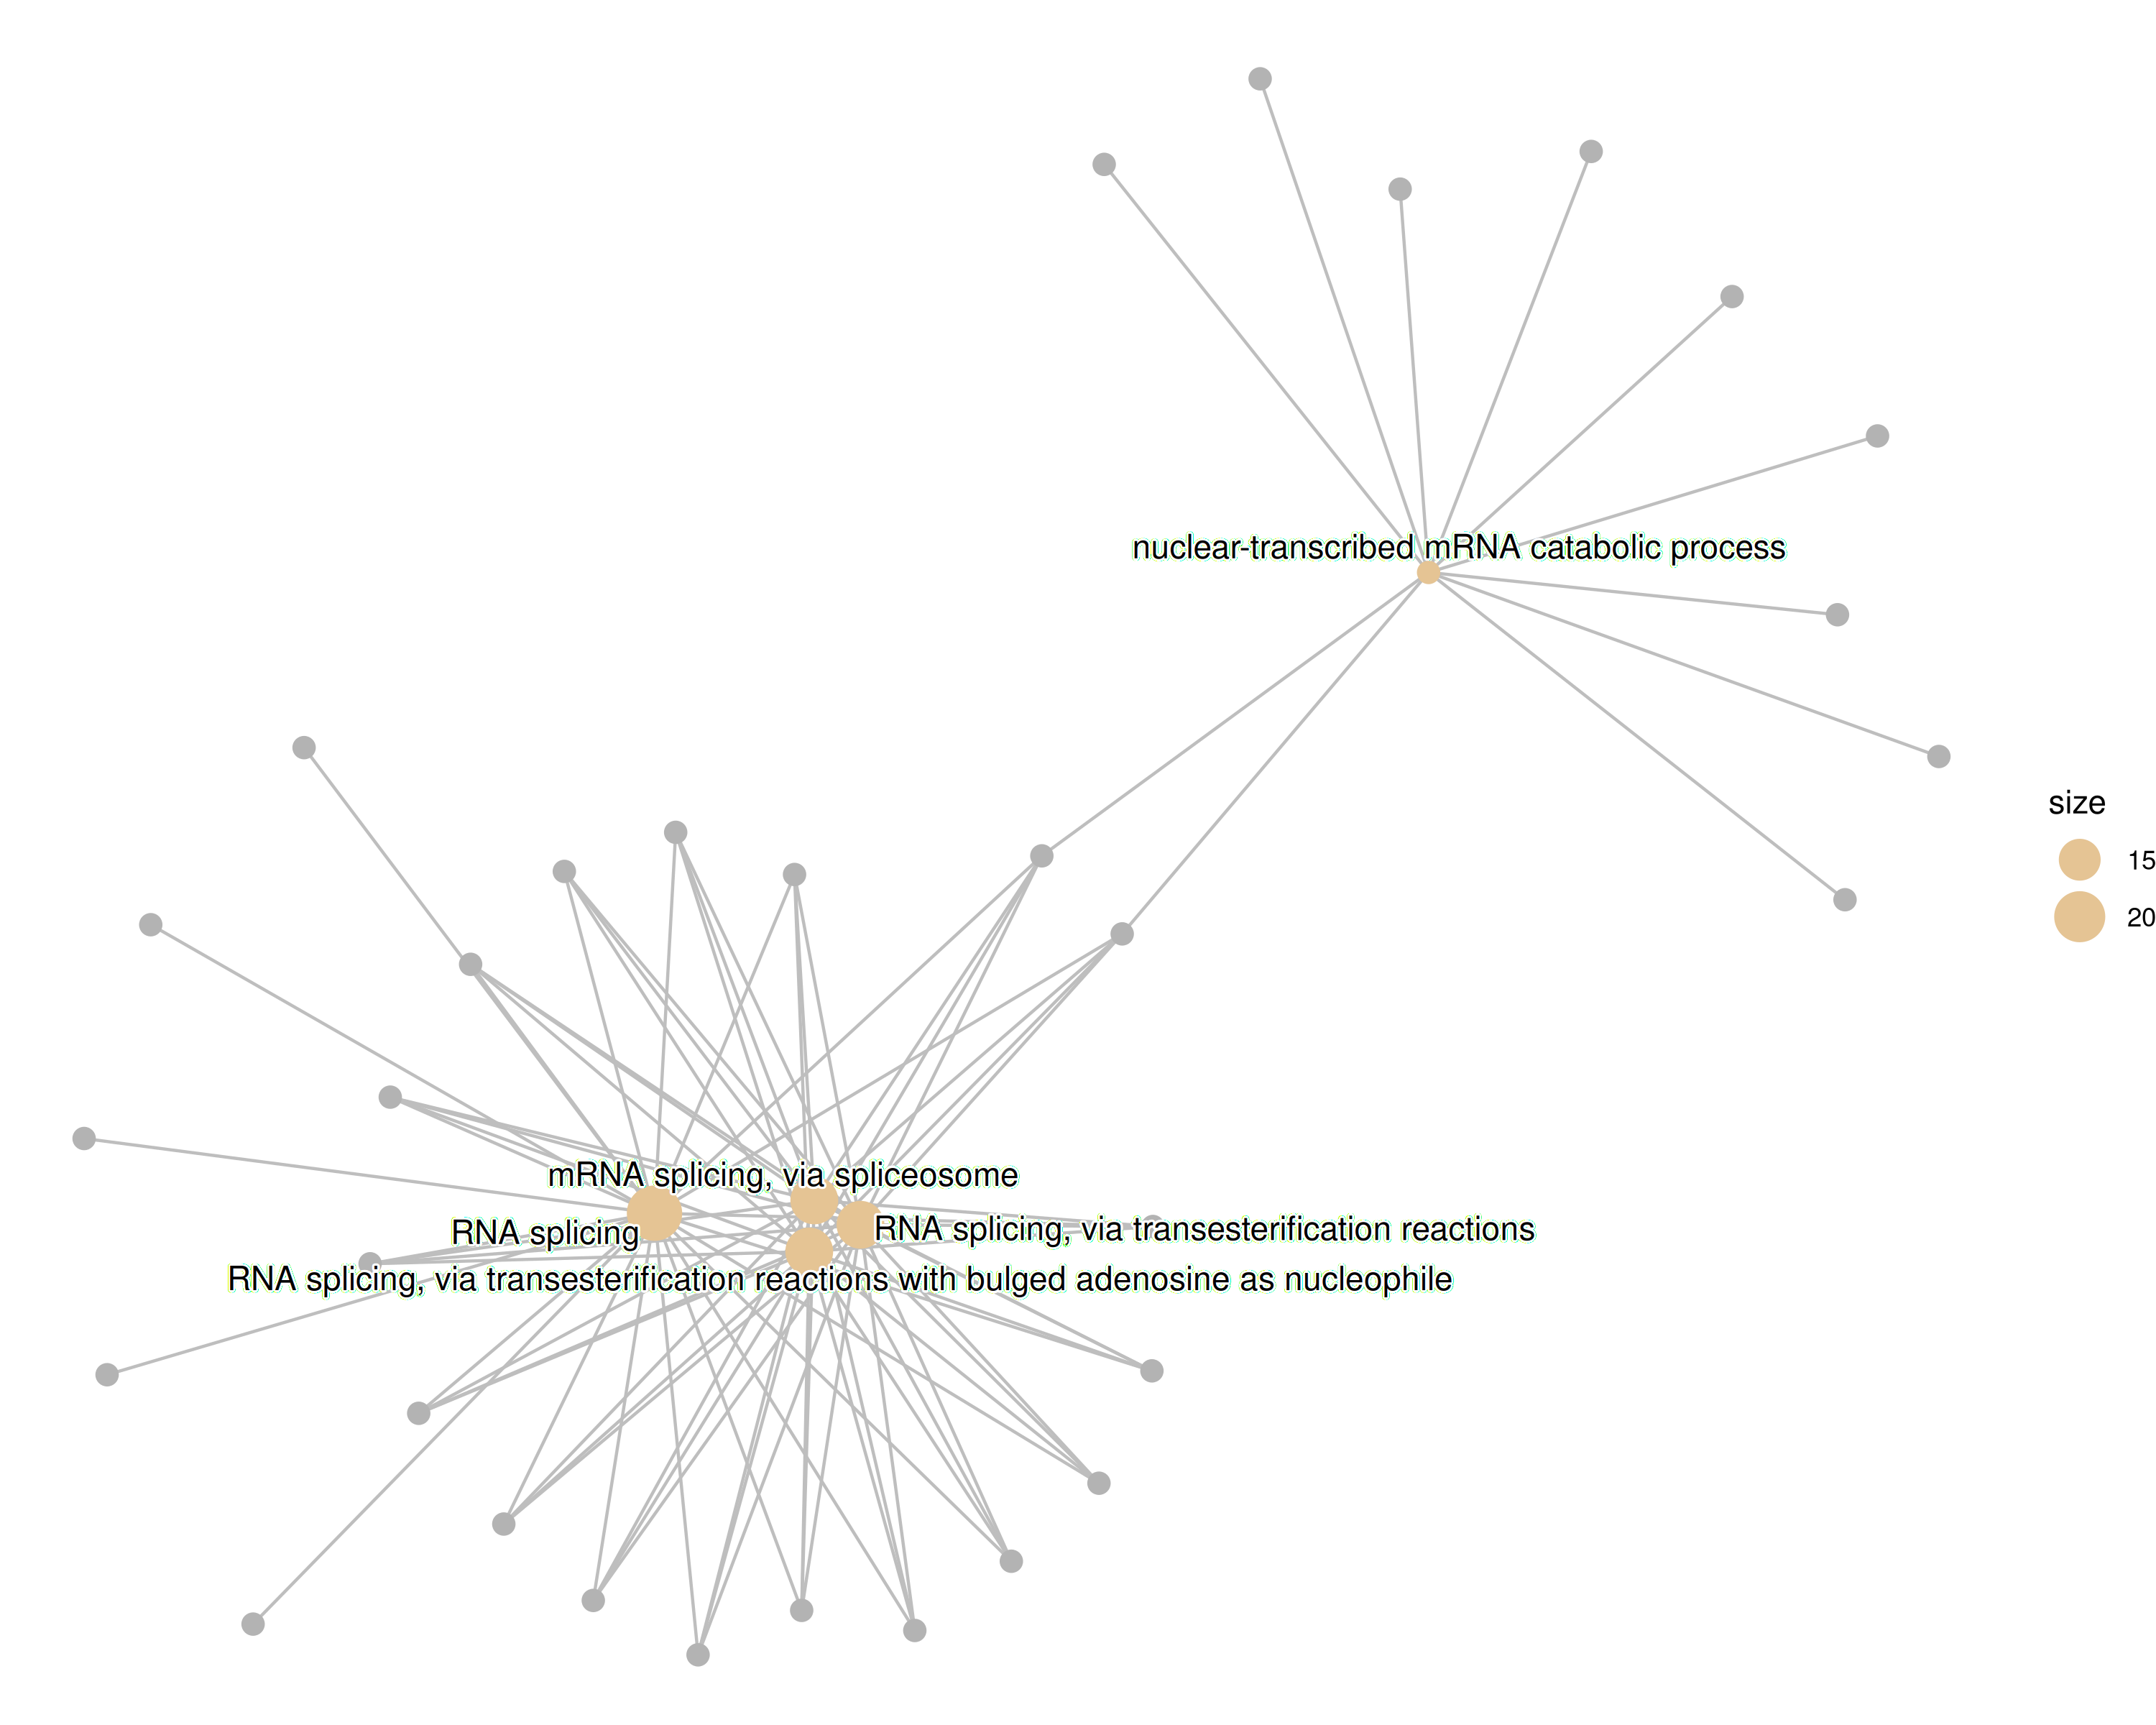 nuclear-transcribed mRNA catabolic process
size
15
20
mRNA splicing, via spliceosome
RNA splicing
RNA splicing, via transesterification reactions
RNA splicing, via transesterification reactions with bulged adenosine as nucleophile